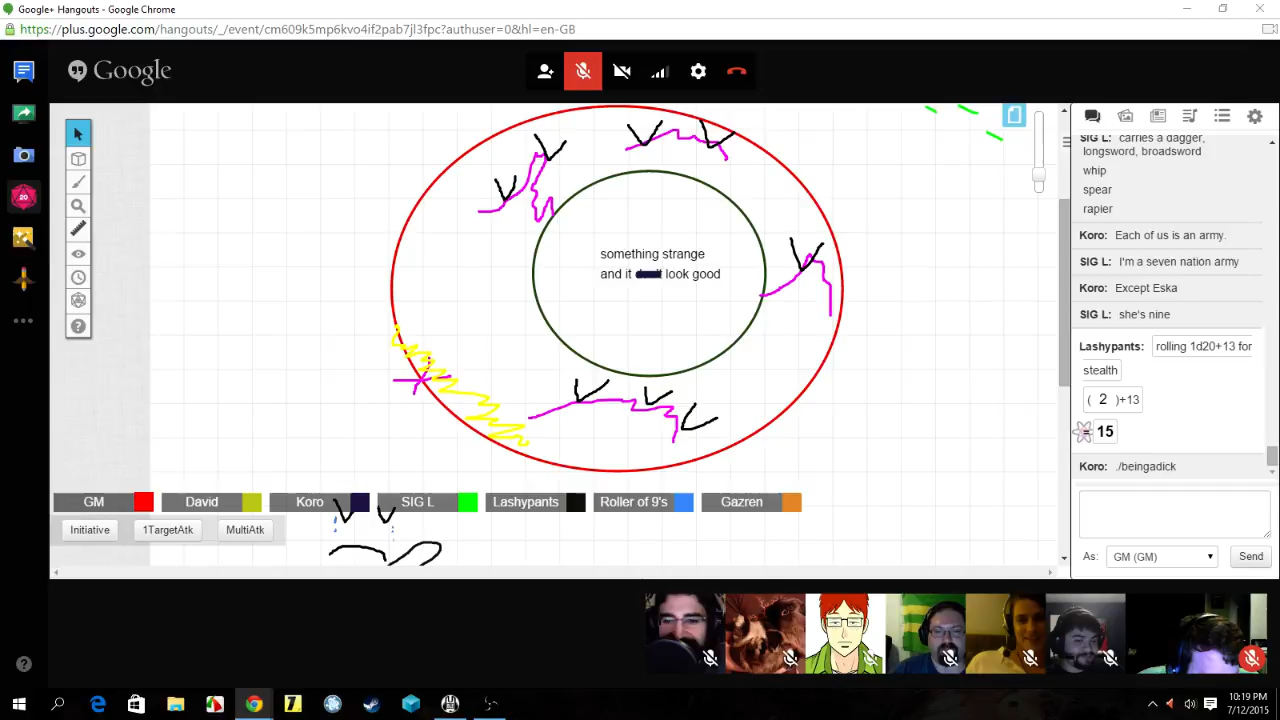 Google+ Hangouts - Google Chrome
https://plus.google.com/hangouts/_/event/cm609k5mp6kvo4if2pab7jl3fpc?authuser=0&hl=en-GB
Google
SIG L: carries a dagger,
longsword, broadsword
whip
spear
rapier
Koro: Each of us is an army.
SIG L: I'm a seven nation army
Koro: Except Eska
SIG L: she's nine
Lashypants: rolling 1d20+13 for
stealth
( 2 )+13
= 15
Koro: ./beingadick
As: GM (GM) Send
something strange
and it look good
GM David Koro SIG L Lashypants Roller of 9's Gazren
Initiative 1TargetAtk MultiAtk
20
10:19 PM
7/12/2015